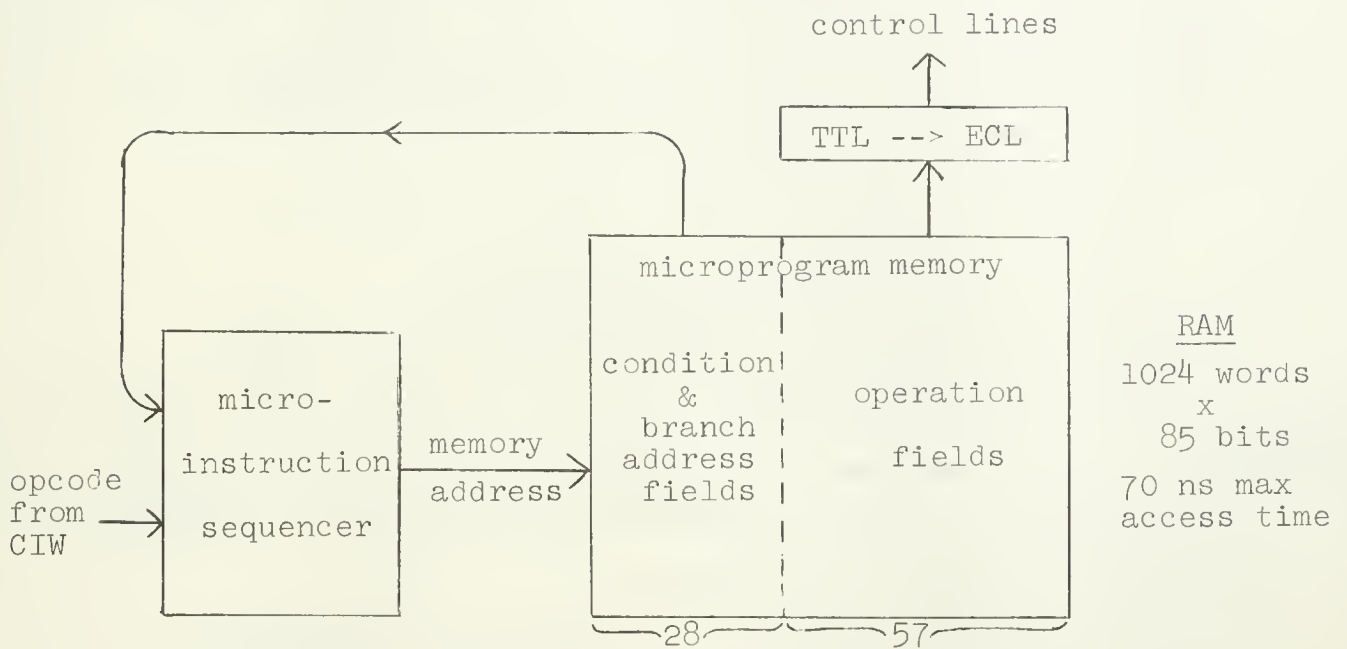 control lines
TTL --> ECL
microprogram memory
condition
&
branch
address
fields
operation
fields
RAM
1024 words
x
85 bits
70 ns max
access time
micro-
instruction
sequencer
memory
address
opcode
from
CIW
28
57